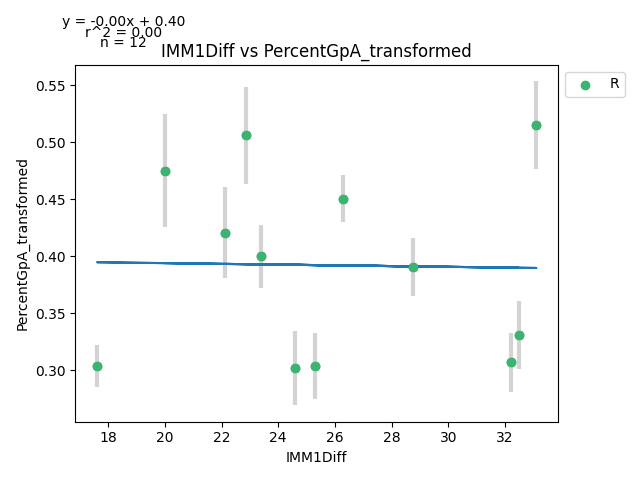 y = -0.00x + 0.40
r^2 = 0.00
n = 12
IMM1Diff vs PercentGpA_transformed
R
PercentGpA_transformed
0.55
0.50
0.45
0.40
0.35
0.30
18 20 22 24 26 28 30 32
IMM1Diff